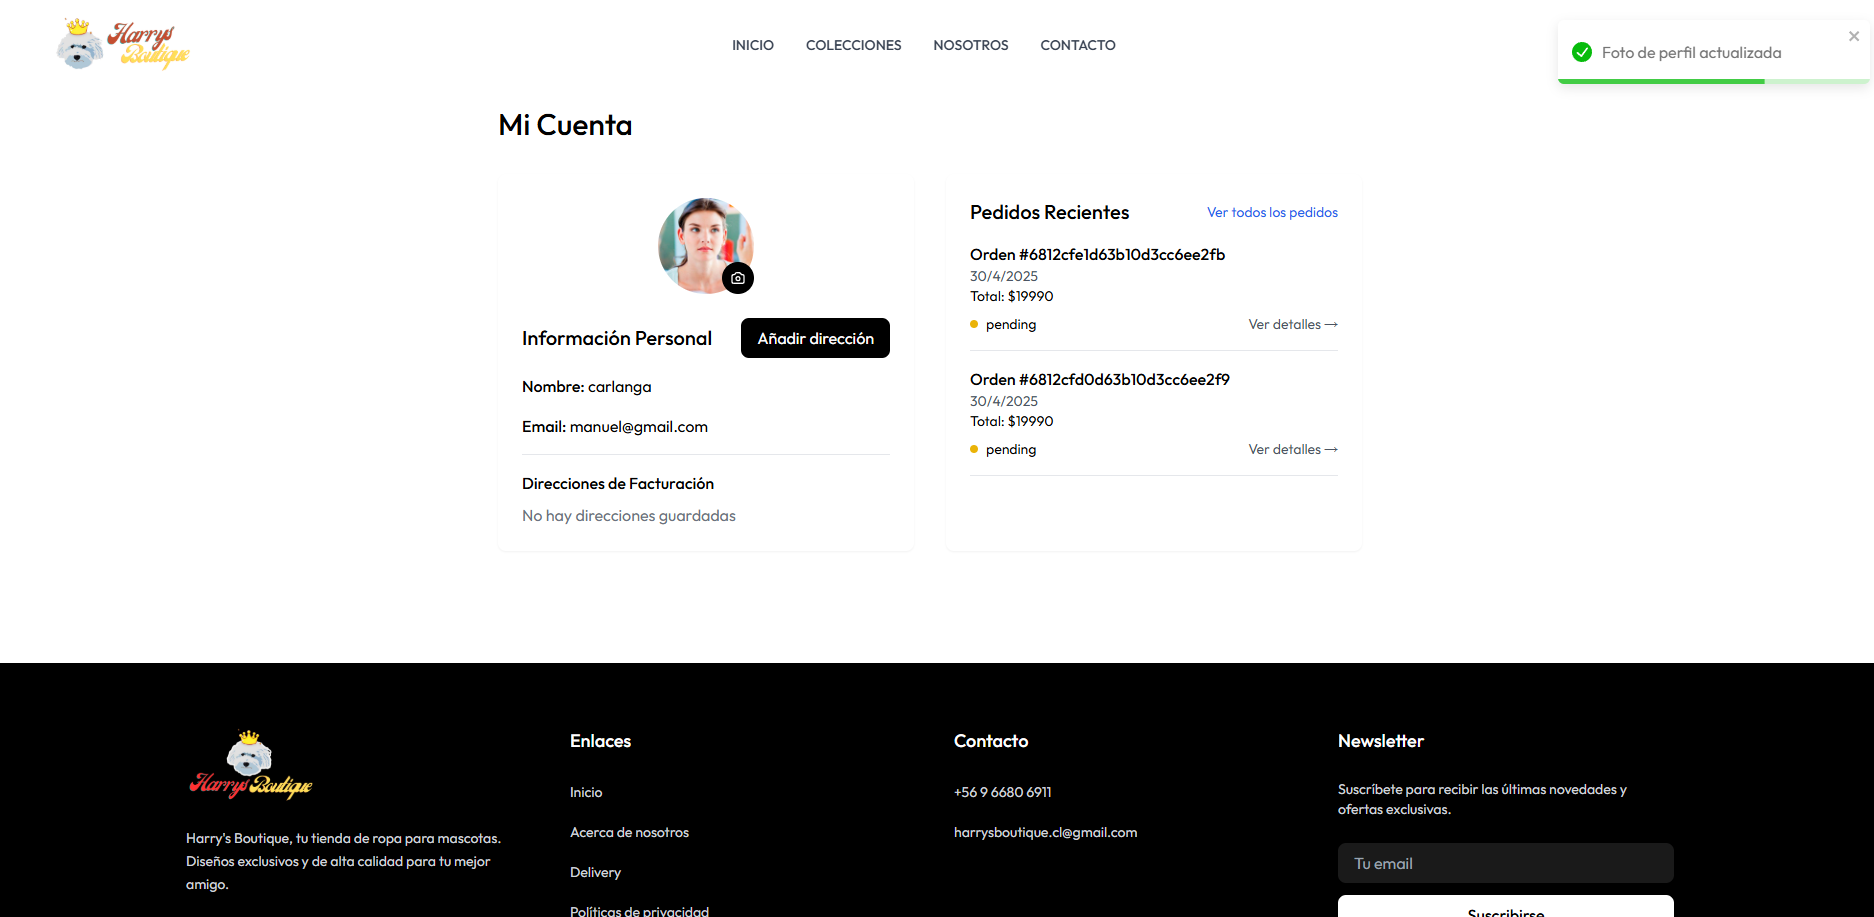 Harrys
Boutique
INICIO
COLECCIONES
NOSOTROS
CONTACTO
Foto de perfil actualizada
Mi Cuenta
Información Personal
Añadir dirección
Nombre: carlanga
Email: manuel@gmail.com
Direcciones de Facturación
No hay direcciones guardadas
Pedidos Recientes
Ver todos los pedidos
Orden #6812cfe1d63b10d3cc6ee2fb
30/4/2025
Total: $19990
pending
Ver detalles →
Orden #6812cfd0d63b10d3cc6ee2f9
30/4/2025
Total: $19990
pending
Ver detalles →
Harrys Boutique
Harry's Boutique, tu tienda de ropa para mascotas.
Diseños exclusivos y de alta calidad para tu mejor
amigo.
Enlaces
Inicio
Acerca de nosotros
Delivery
Políticas de privacidad
Contacto
+56 9 6680 6911
harrysboutique.cl@gmail.com
Newsletter
Suscríbete para recibir las últimas novedades y
ofertas exclusivas.
Tu email
Suscribirse